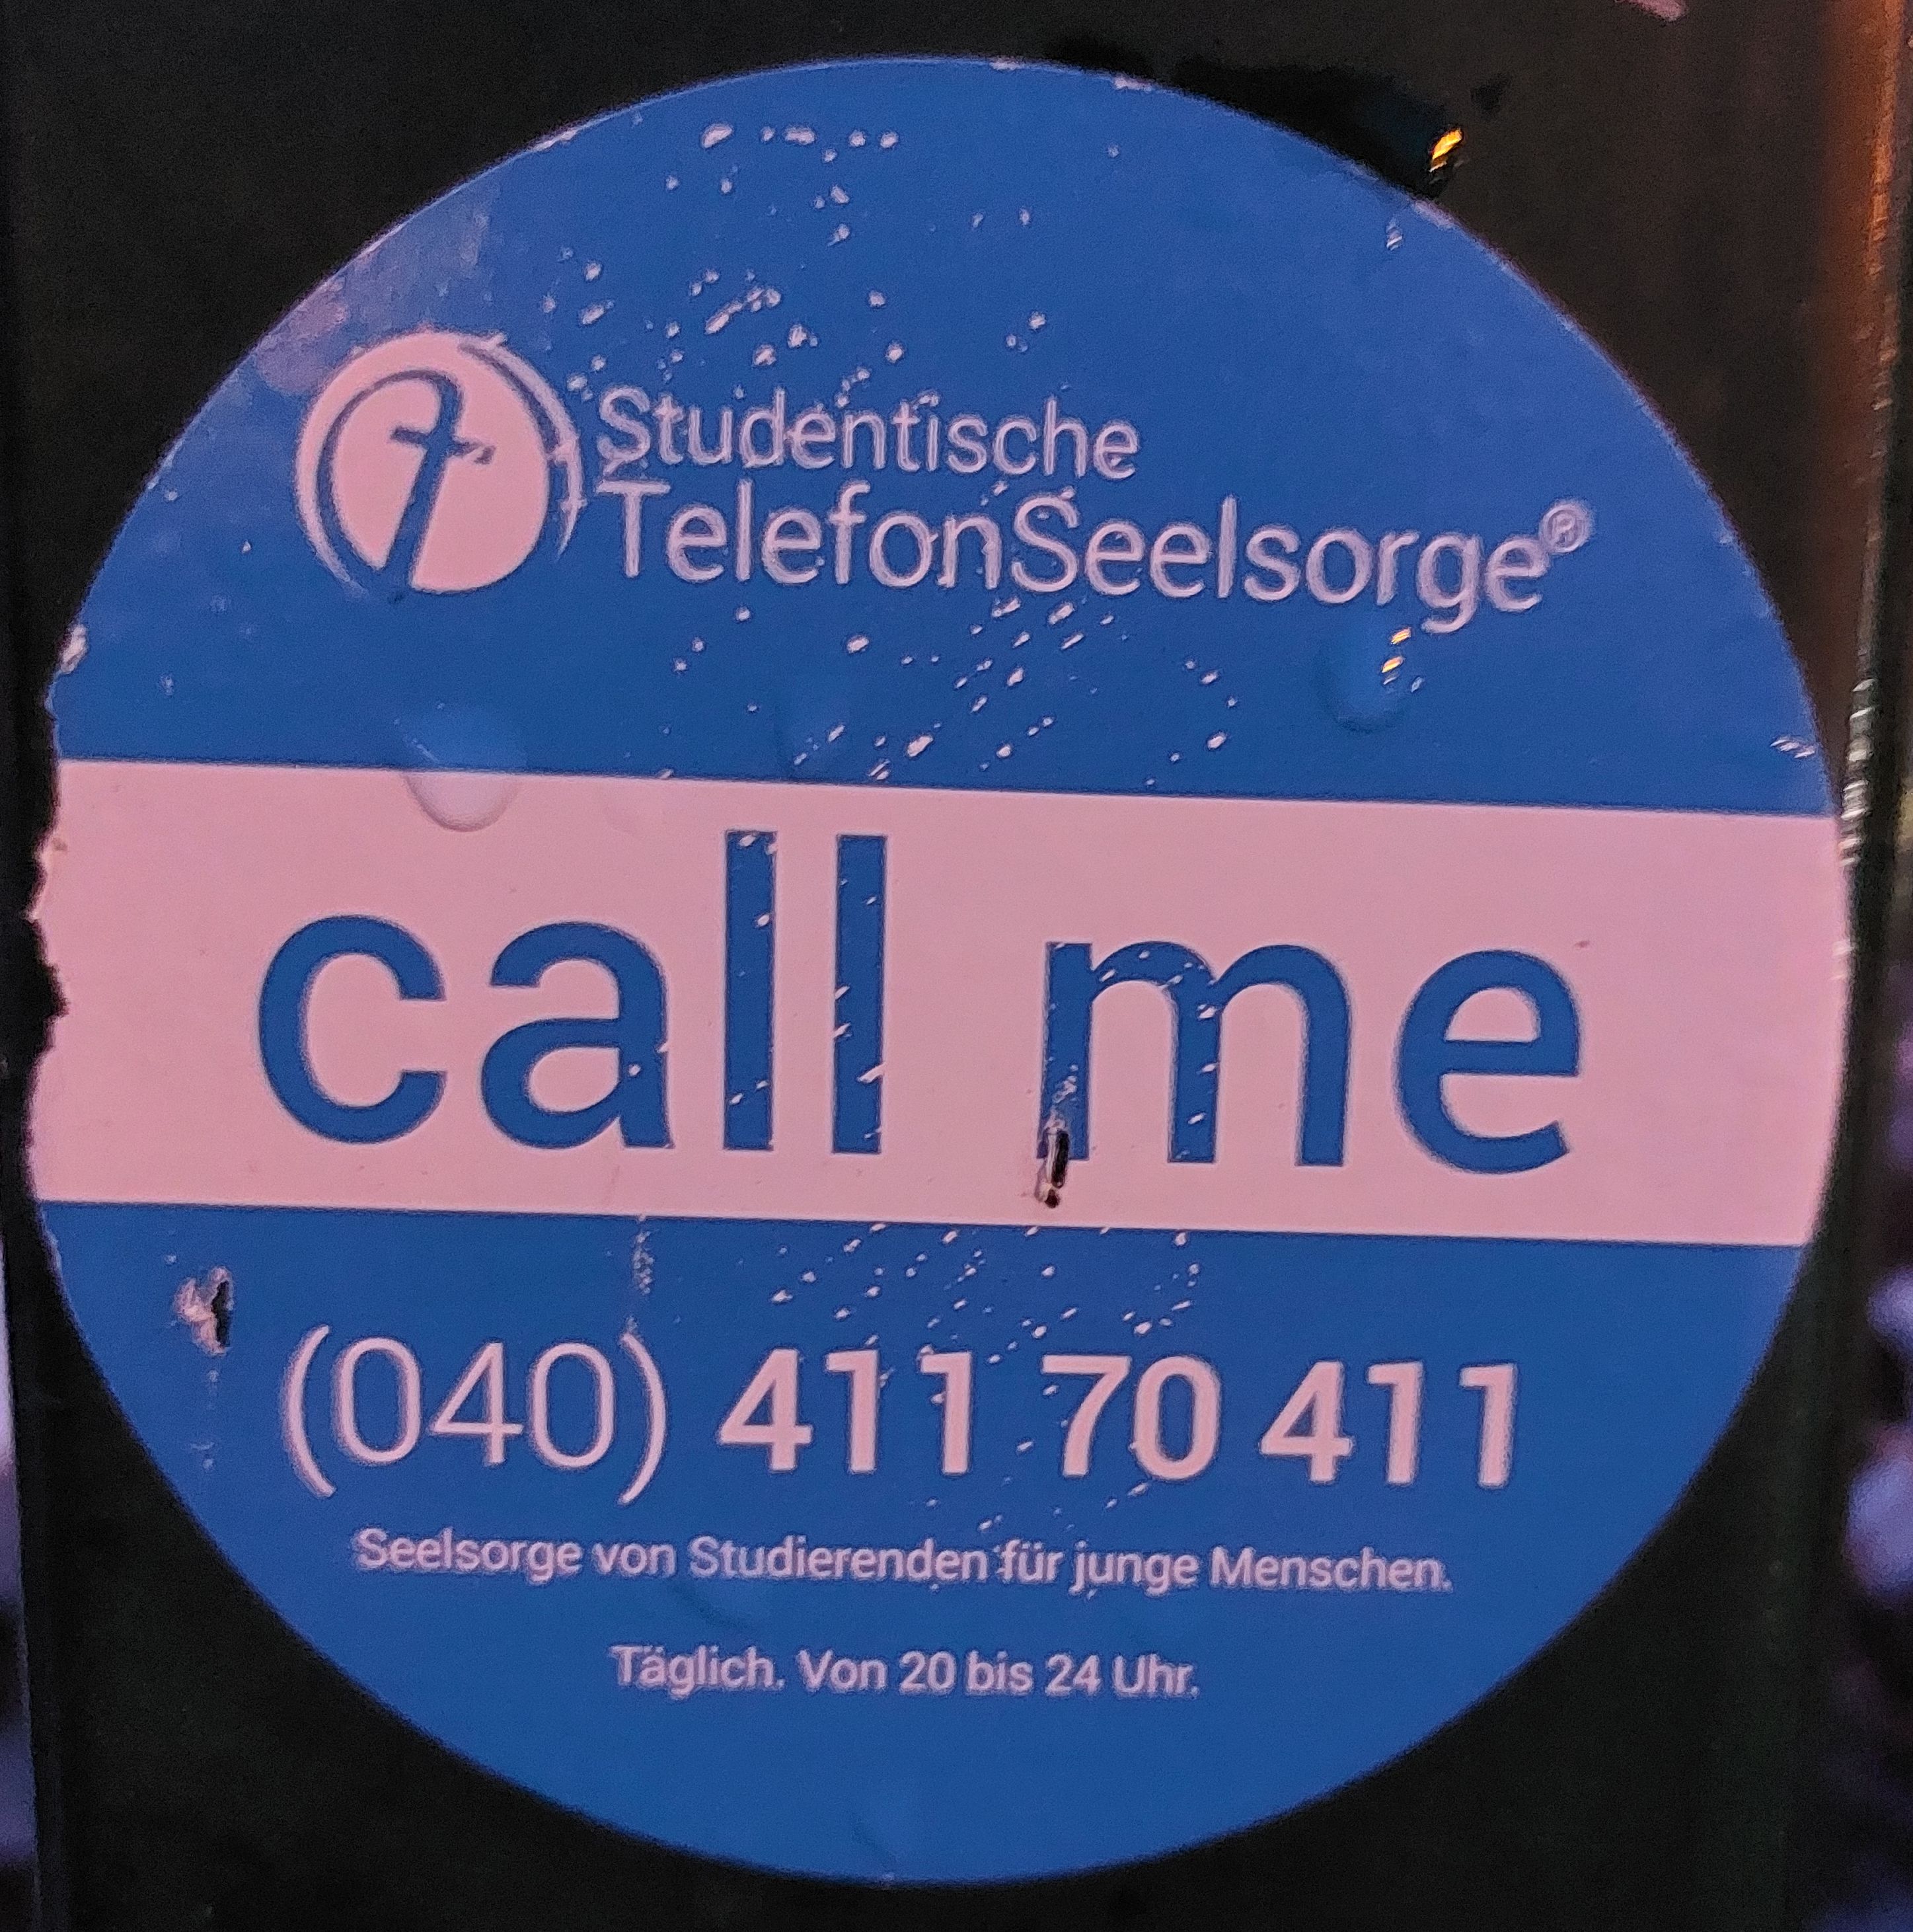 Studentische
TelefonSeelsorge®
call me
(040) 411 70 411
Seelsorge von Studierenden für junge Menschen.
Täglich. Von 20 bis 24 Uhr.